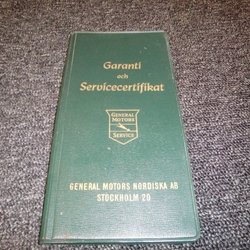 Garanti
och
Servicecertifikat
GENERAL
MOTORS
SERVICE
GENERAL MOTORS NORDISKA AB
STOCKHOLM 20